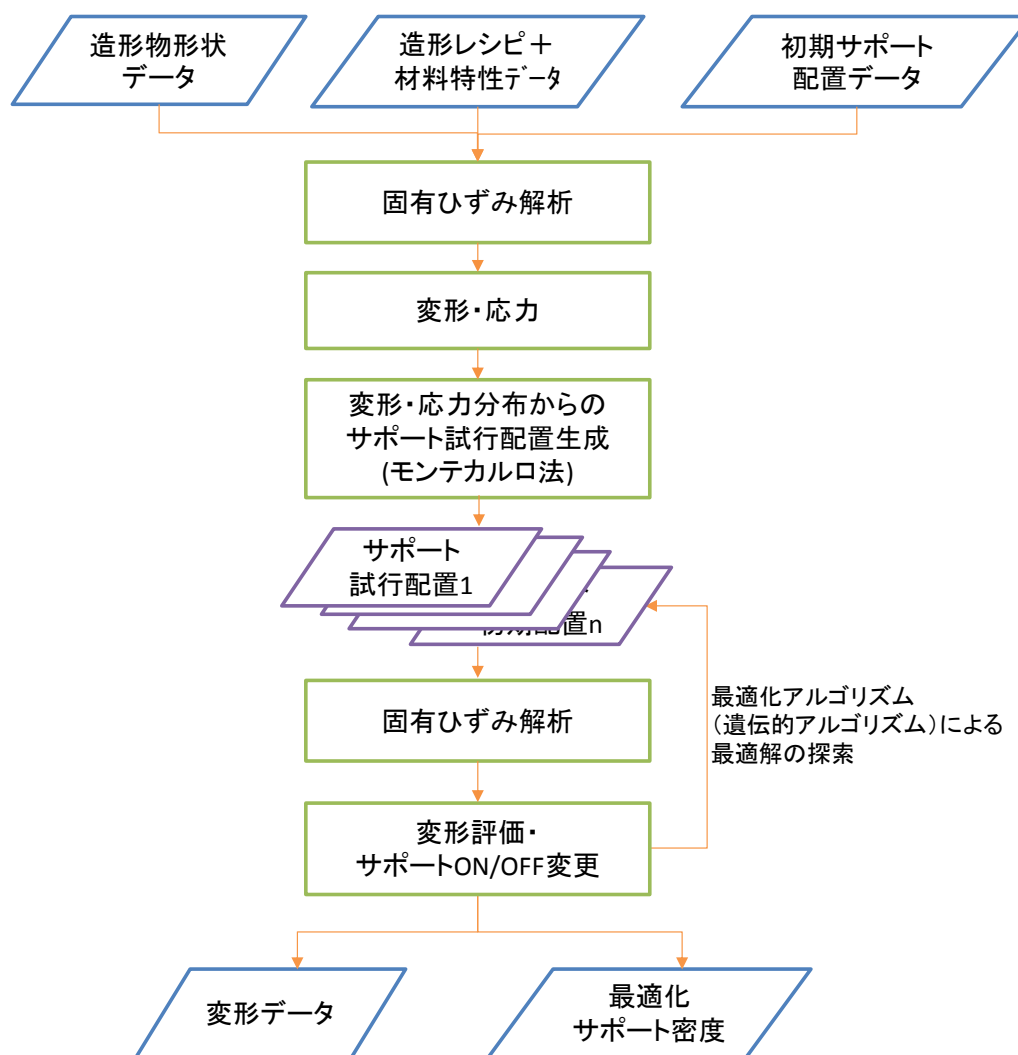 造形物形状
データ
造形レシピ+
材料特性ﾃﾞｰﾀ
初期サポート
配置データ
固有ひずみ解析
変形・応力
変形・応力分布からの
サポート試行配置生成
(モンテカルロ法)
サポート
試行配置1
初期配置n
固有ひずみ解析
最適化アルゴリズム
（遺伝的アルゴリズム）による
最適解の探索
変形評価・
サポートON/OFF変更
変形データ
最適化
サポート密度